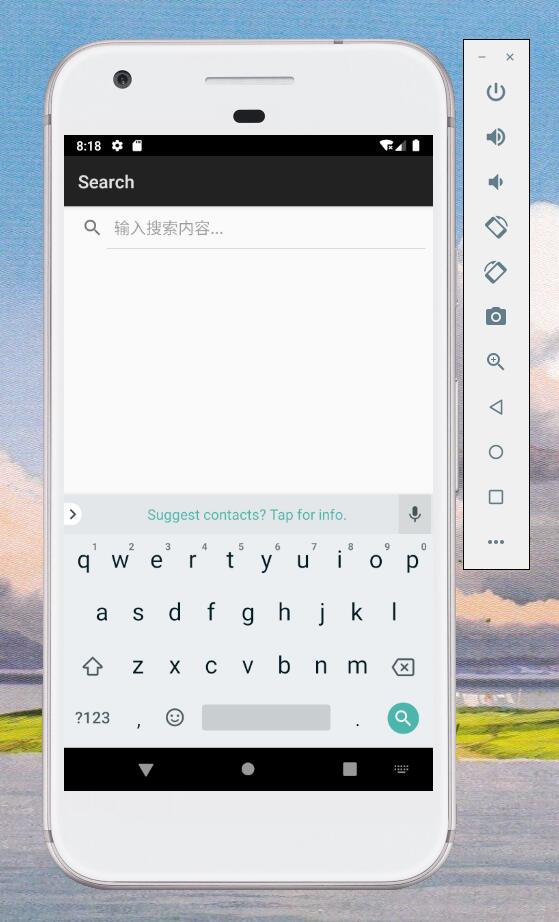 8:18
Search
输入搜索内容...
Suggest contacts? Tap for info.
1 2 3 4 5 6 7 8 9 0
q w e r t y u i o p
a s d f g h j k l
z x c v b n m
?123 , .